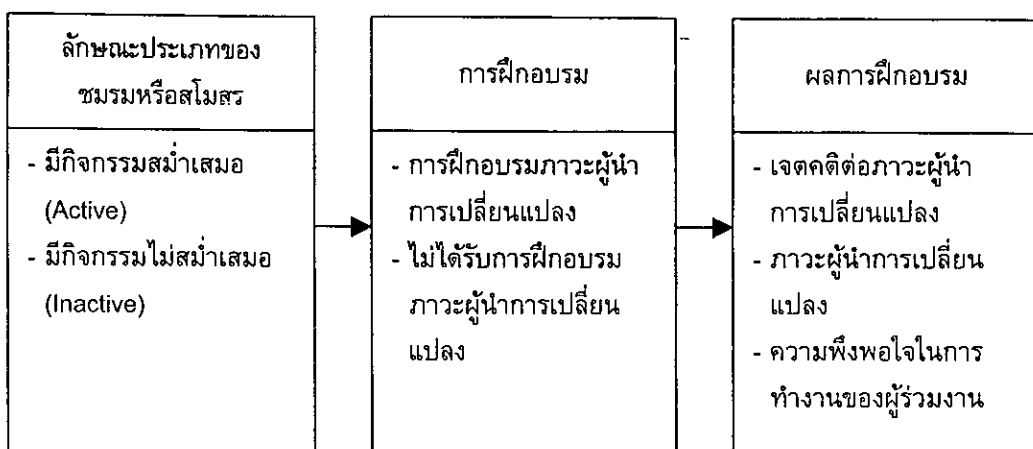 ลักษณะประเภทของ
ชมรมหรือสโมสร
- มีกิจกรรมสม่ำเสมอ
(Active)
- มีกิจกรรมไม่สม่ำเสมอ
(Inactive)
การฝึกอบรม
- การฝึกอบรมภาวะผู้นำ
การเปลี่ยนแปลง
- ไม่ได้รับการฝึกอบรม
ภาวะผู้นำการเปลี่ยน
แปลง
ผลการฝึกอบรม
- เจตคติต่อภาวะผู้นำ
การเปลี่ยนแปลง
- ภาวะผู้นำการเปลี่ยน
แปลง
- ความพึงพอใจในการ
ทำงานของผู้ร่วมงาน